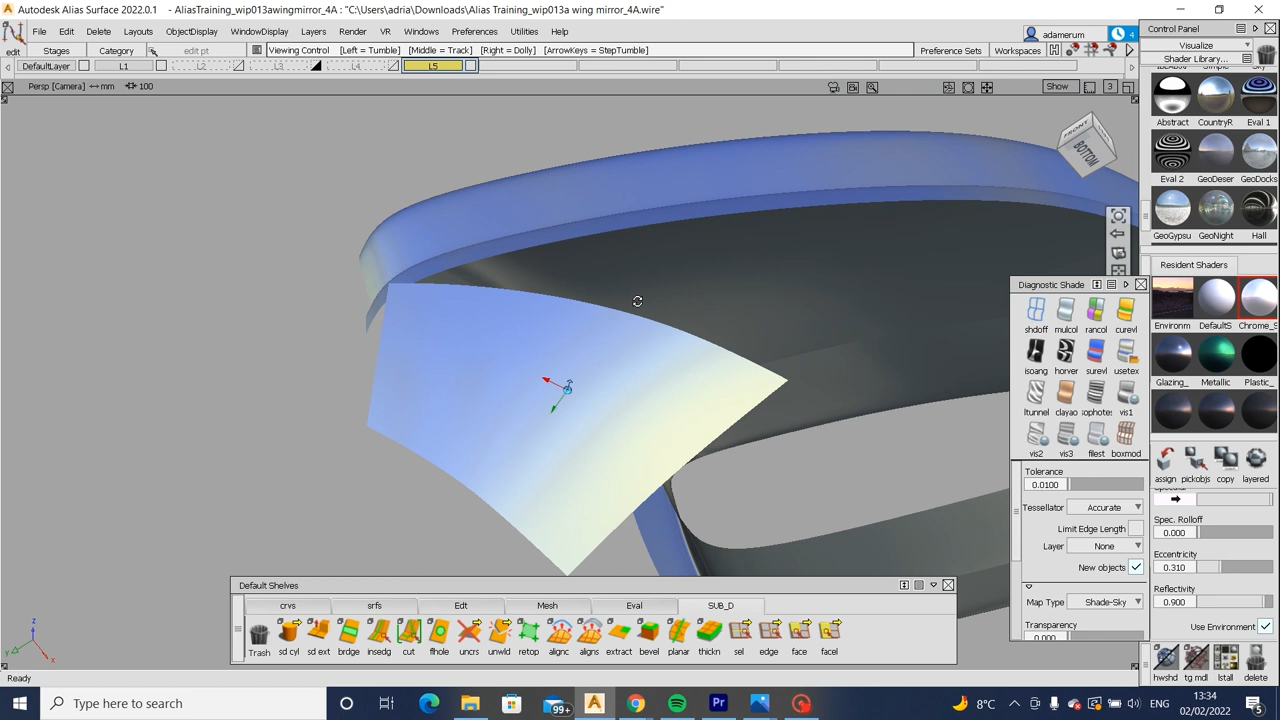 Autodesk Alias Surface 2022.0.1 - AliasTraining_wip013awingmirror_4A : "C:\Users\adria\Downloads\Alias Training_wip013a wing mirror_4A.wire"
File Edit Delete Layouts ObjectDisplay WindowDisplay Layers Render VR Windows Preferences Utilities Help
adamerum 4
edit Stages Category edit pt Viewing Control [Left = Tumble] [Middle = Track] [Right = Dolly] [ArrowKeys = StepTumble] Preference Sets Workspaces
DefaultLayer L1 L2 L3 L4 L5
Persp [Camera] <-> mm 100 Show 3
Control Panel
Visualize
Shader Library...
Abstract CountryR Eval 1
Eval 2 GeoDeser GeoDocks
GeoGypsu GeoNight Hall
Resident Shaders
Environm DefaultS Chrome_S
Glazing_ Metallic Plastic_
assign pickobjs copy layered
Spec. Rolloff
0.000
Eccentricity
0.310
Reflectivity
0.900
Use Environment
hwshd tg mdl lstall delete
FRONT
BOTTOM
Diagnostic Shade
shdoff mulcol rancol curevl
isoang horver surevl usetex
ltunnel clayao sophotes vis1
vis2 vis3 filest boxmod
Tolerance
0.0100
Tessellator Accurate
Limit Edge Length
Layer None
New objects
Map Type Shade-Sky
Transparency
0.000
Default Shelves
crvs srfs Edt Mesh Eval SUB_D
Trash sd cyl sd ext brdge insedg cut filhle uncrs unwld retop alignc aligns extract bevel planar thickn sel edge face facel
z
y
x
Ready
Type here to search
99+
8°C
ENG
13:34
02/02/2022
5